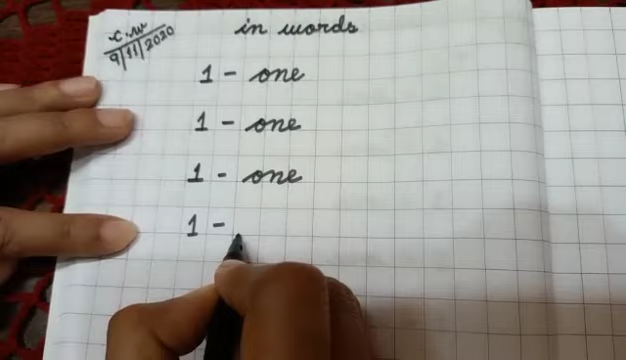 c.w
in words
9/11/2020
1 - one
1 - one
1 - one
1 -